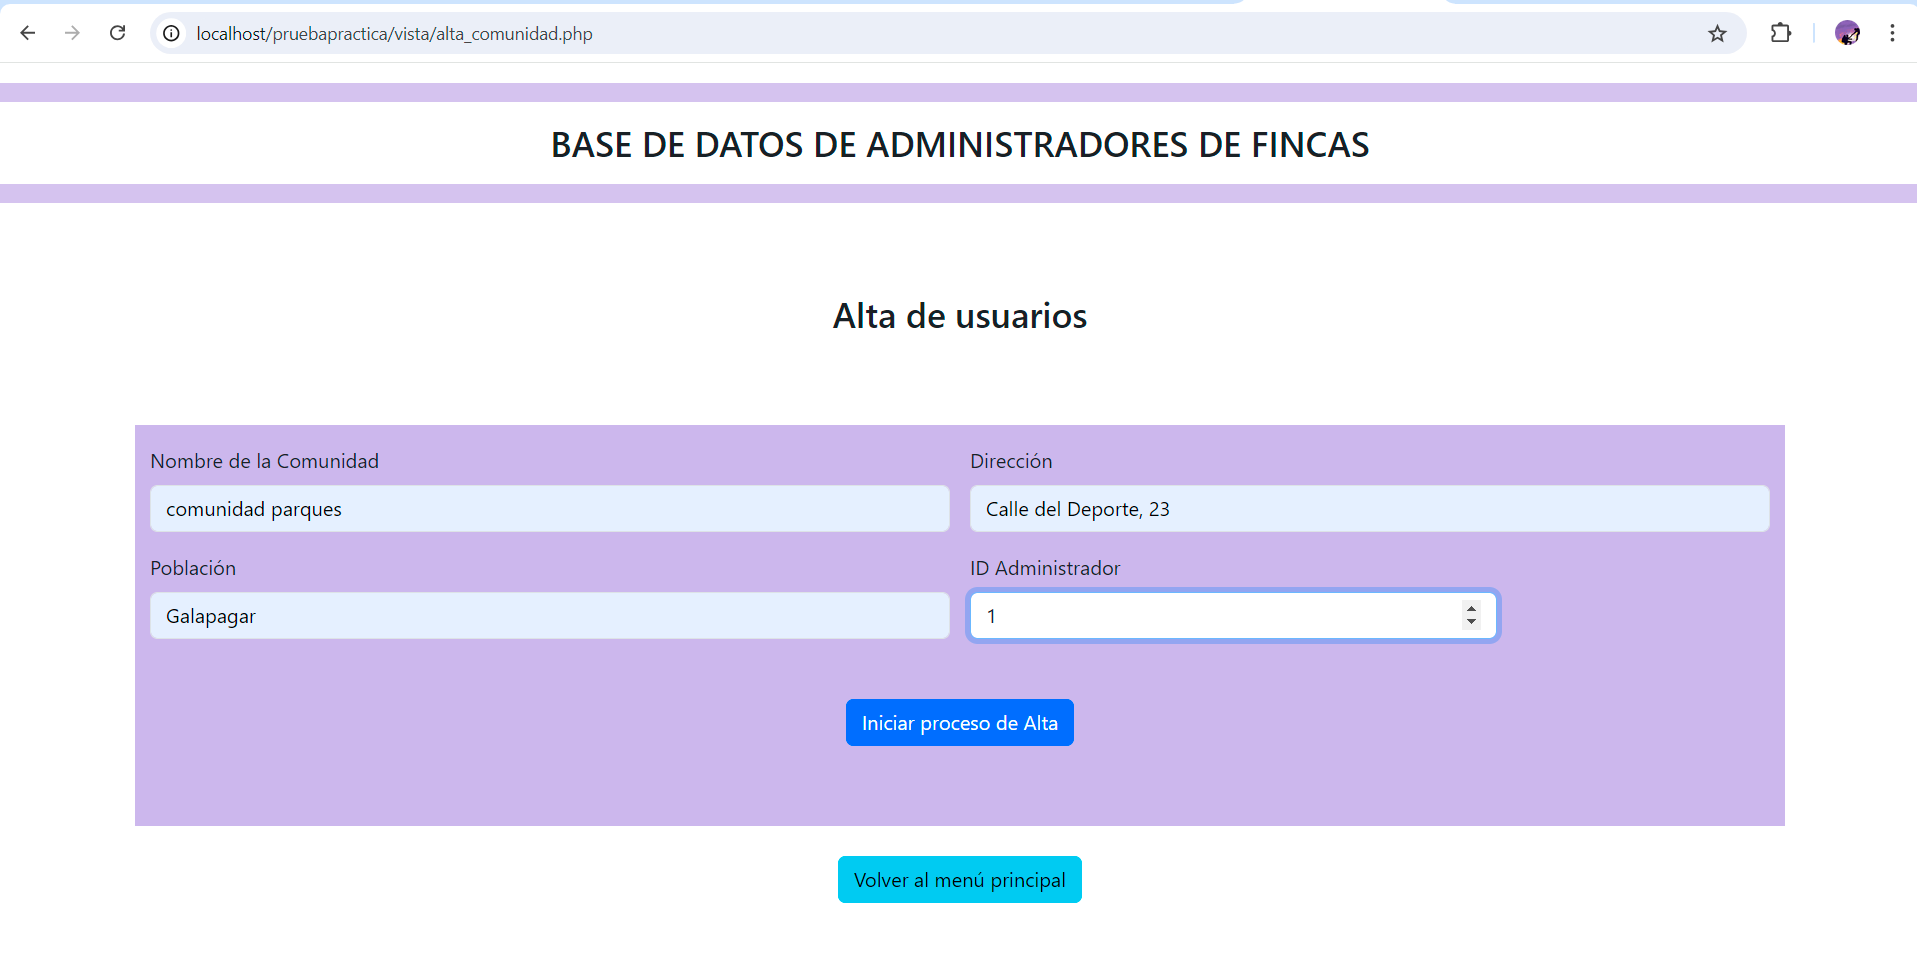 localhost/pruebapractica/vista/alta_comunidad.php
BASE DE DATOS DE ADMINISTRADORES DE FINCAS
Alta de usuarios
Nombre de la Comunidad
Dirección
comunidad parques
Calle del Deporte, 23
Población
ID Administrador
Galapagar
1
Iniciar proceso de Alta
Volver al menú principal